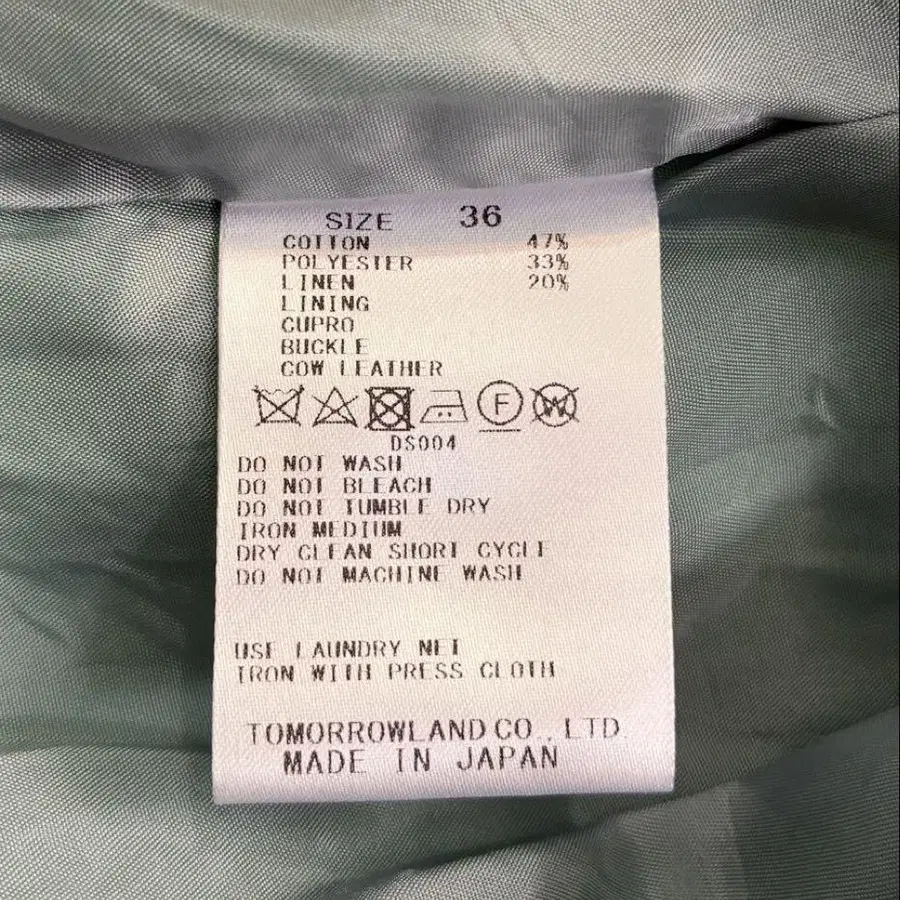 SIZE 36
COTTON 47%
POLYESTER 33%
LINEN 20%
LINING
CUPRO
BUCKLE
COW LEATHER
F W
DS004
DO NOT WASH
DO NOT BLEACH
DO NOT TUMBLE DRY
IRON MEDIUM
DRY CLEAN SHORT CYCLE
DO NOT MACHINE WASH
USE LAUNDRY NET
IRON WITH PRESS CLOTH
TOMORROWLAND CO., LTD.
MADE IN JAPAN